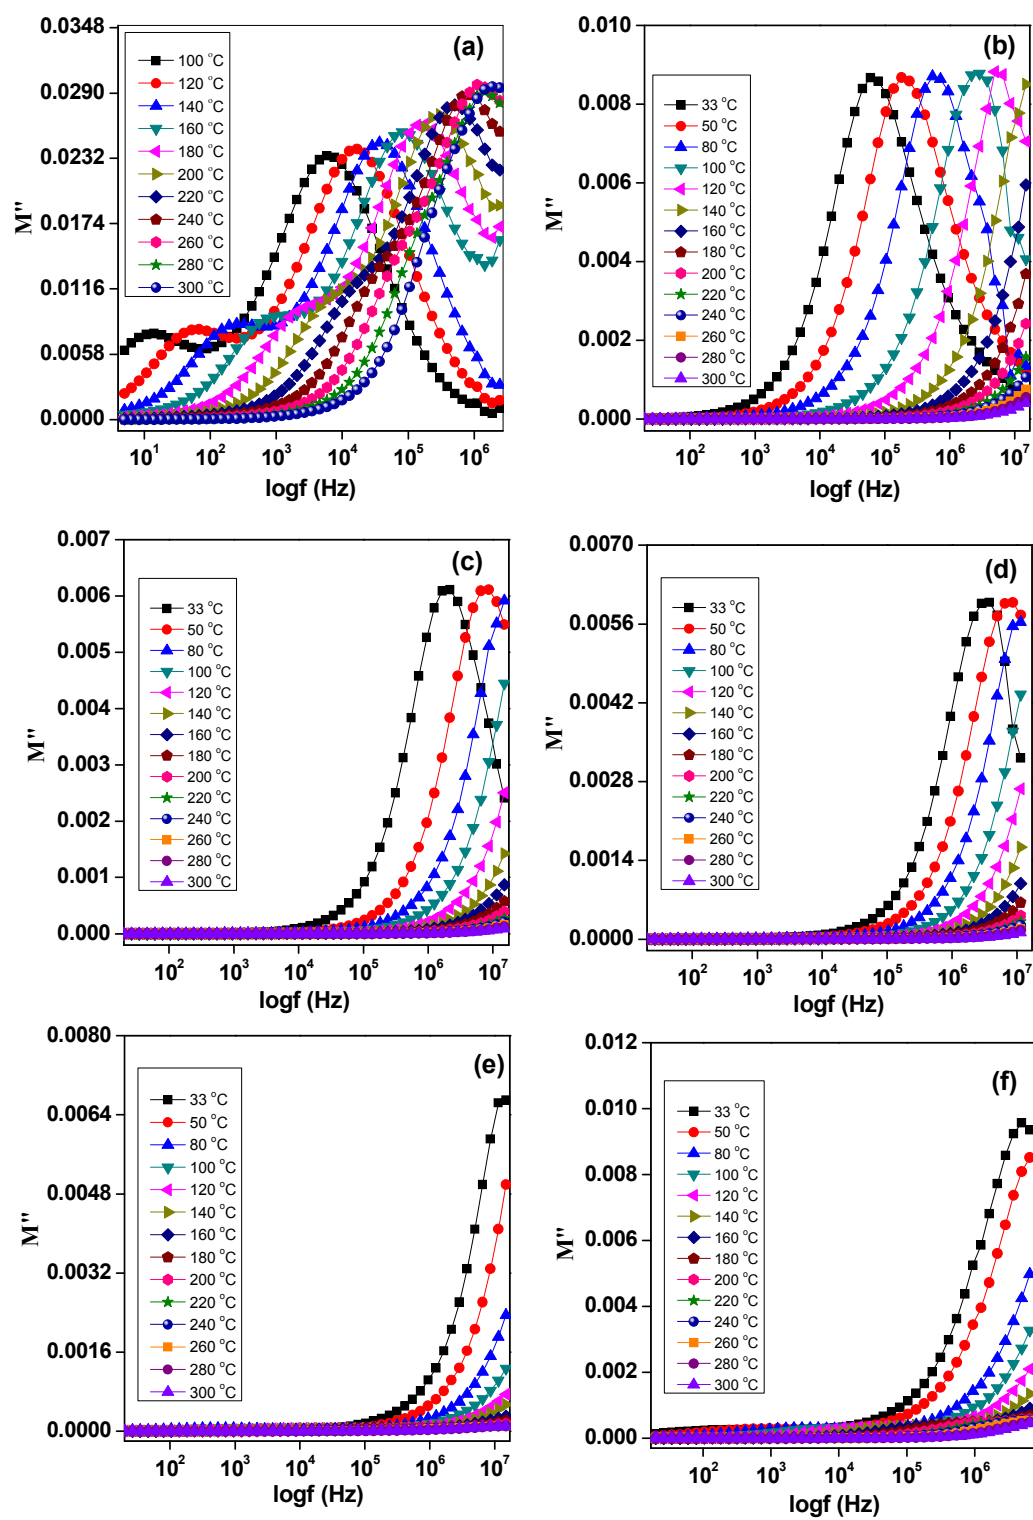 (a)
0.0348
0.0290
0.0232
0.0174
0.0116
0.0058
0.0000
M"
100 °C
120 °C
140 °C
160 °C
180 °C
200 °C
220 °C
240 °C
260 °C
280 °C
300 °C
10¹ 10² 10³ 10⁴ 10⁵ 10⁶
logf (Hz)
(b)
0.010
0.008
0.006
0.004
0.002
0.000
M"
33 °C
50 °C
80 °C
100 °C
120 °C
140 °C
160 °C
180 °C
200 °C
220 °C
240 °C
260 °C
280 °C
300 °C
10² 10³ 10⁴ 10⁵ 10⁶ 10⁷
logf (Hz)
(c)
0.007
0.006
0.005
0.004
0.003
0.002
0.001
0.000
M"
33 °C
50 °C
80 °C
100 °C
120 °C
140 °C
160 °C
180 °C
200 °C
220 °C
240 °C
260 °C
280 °C
300 °C
10² 10³ 10⁴ 10⁵ 10⁶ 10⁷
logf (Hz)
(d)
0.0070
0.0056
0.0042
0.0028
0.0014
0.0000
M"
33 °C
50 °C
80 °C
100 °C
120 °C
140 °C
160 °C
180 °C
200 °C
220 °C
240 °C
260 °C
280 °C
300 °C
10² 10³ 10⁴ 10⁵ 10⁶ 10⁷
logf (Hz)
(e)
0.0080
0.0064
0.0048
0.0032
0.0016
0.0000
M"
33 °C
50 °C
80 °C
100 °C
120 °C
140 °C
160 °C
180 °C
200 °C
220 °C
240 °C
260 °C
280 °C
300 °C
10² 10³ 10⁴ 10⁵ 10⁶ 10⁷
logf (Hz)
(f)
0.012
0.010
0.008
0.006
0.004
0.002
0.000
M"
33 °C
50 °C
80 °C
100 °C
120 °C
140 °C
160 °C
180 °C
200 °C
220 °C
240 °C
260 °C
280 °C
300 °C
10² 10³ 10⁴ 10⁵ 10⁶
logf (Hz)